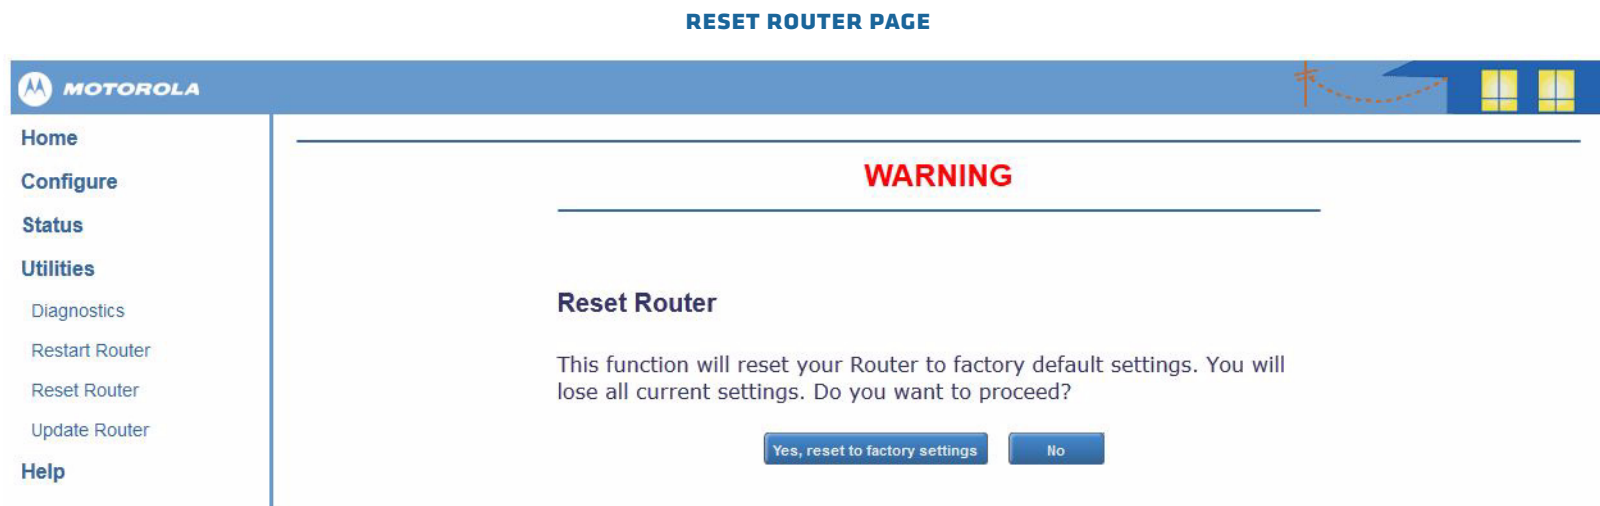 RESET ROUTER PAGE
MOTOROLA
Home
Configure
Status
Utilities
Diagnostics
Restart Router
Reset Router
Update Router
Help
WARNING
Reset Router
This function will reset your Router to factory default settings. You will
lose all current settings. Do you want to proceed?
Yes, reset to factory settings
No